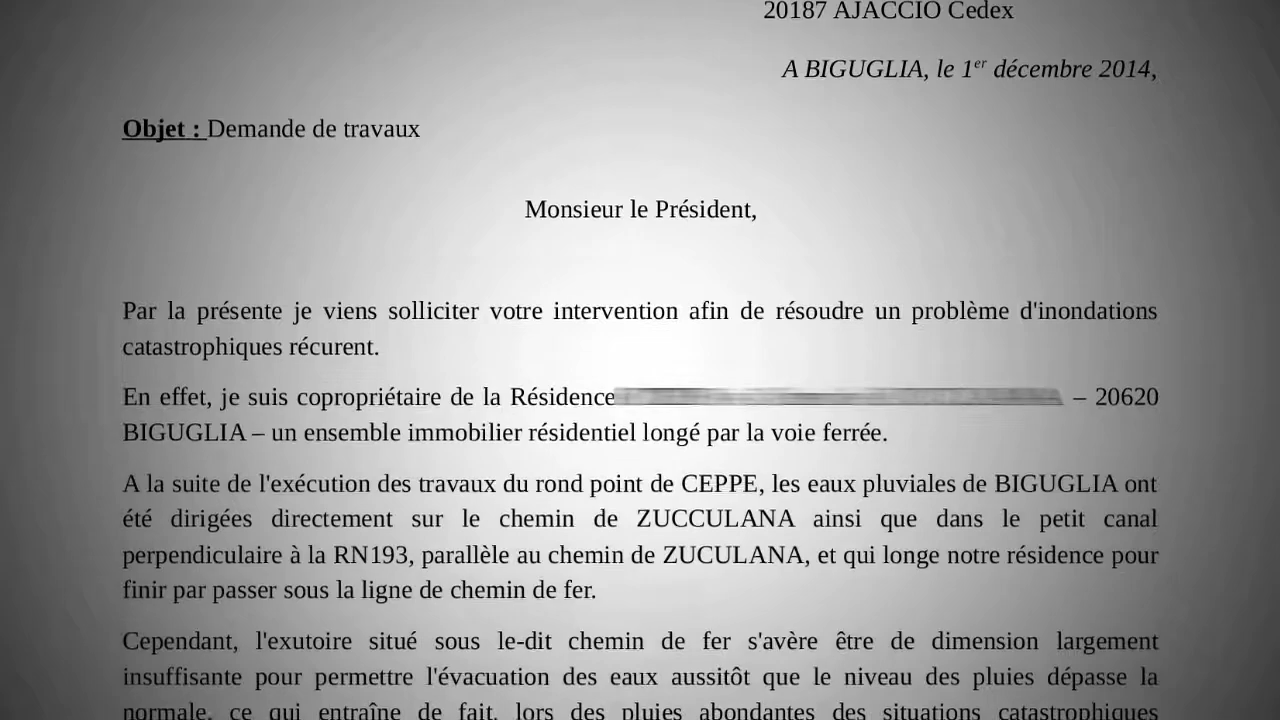 20187 AJACCIO Cedex
A BIGUGLIA, le 1er décembre 2014,
Objet : Demande de travaux
Monsieur le Président,
Par la présente je viens solliciter votre intervention afin de résoudre un problème d'inondations
catastrophiques récurent.
En effet, je suis copropriétaire de la Résidence – 20620
BIGUGLIA – un ensemble immobilier résidentiel longé par la voie ferrée.
A la suite de l'exécution des travaux du rond point de CEPPE, les eaux pluviales de BIGUGLIA ont
été dirigées directement sur le chemin de ZUCCULANA ainsi que dans le petit canal
perpendiculaire à la RN193, parallèle au chemin de ZUCULANA, et qui longe notre résidence pour
finir par passer sous la ligne de chemin de fer.
Cependant, l'exutoire situé sous le-dit chemin de fer s'avère être de dimension largement
insuffisante pour permettre l'évacuation des eaux aussitôt que le niveau des pluies dépasse la
normale, ce qui entraîne de fait, lors des pluies abondantes des situations catastrophiques